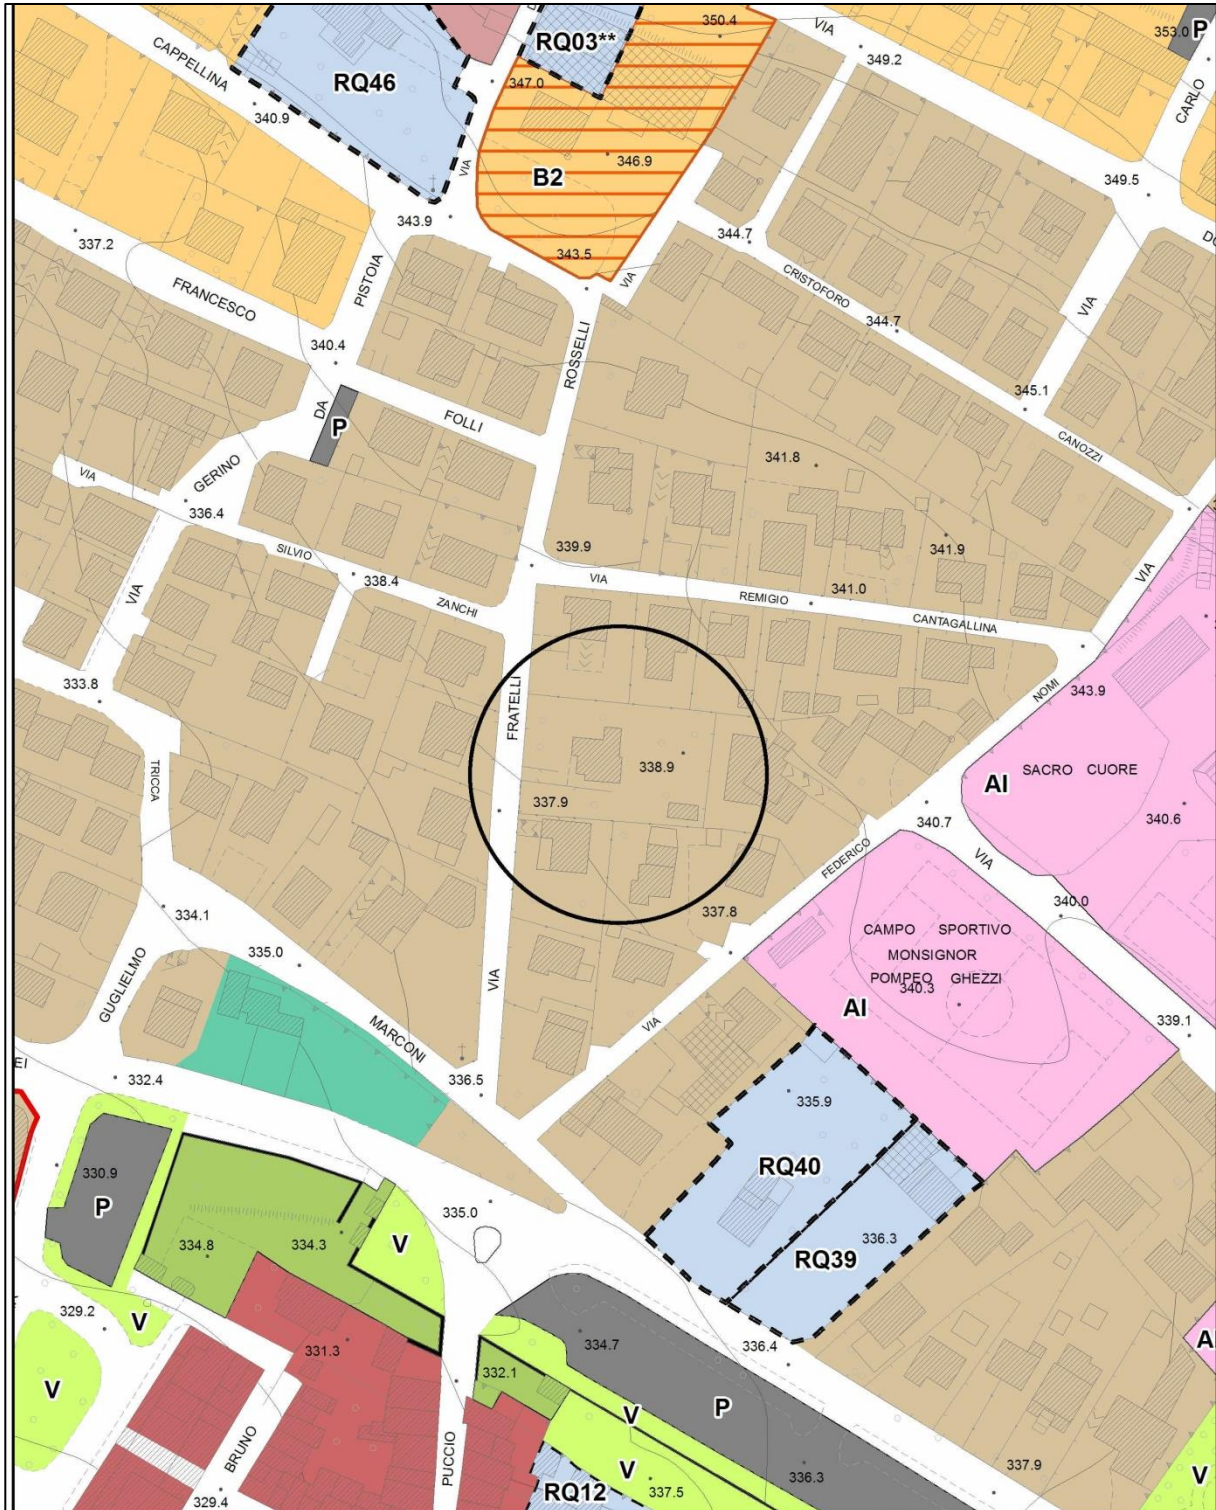 350.4
VIA
353.0
P
CAPPELLINA
RQ03**
349.2
RQ46
347.0
CARLO
340.9
VIA
346.9
B2
349.5
343.9
344.7
337.2
343.5
VIA
CRISTOFORO
FRANCESCO
PISTOIA
344.7
VIA
340.4
ROSSELLI
345.1
DA
P
FOLLI
CANOZZI
341.8
VIA
GERINO
336.4
SILVIO
339.9
341.9
VIA
338.4
VIA
341.0
VIA
ZANCHI
REMIGIO
CANTAGALLINA
333.8
FRATELLI
NOMI
343.9
TRICCA
338.9
SACRO CUORE
AI
337.9
340.7
340.6
VIA
FEDERICO
334.1
337.8
340.0
335.0
CAMPO SPORTIVO
MONSIGNOR
POMPEO GHEZZI
340.3
GUGLIELMO
VIA
AI
MARCONI
VIA
339.1
EI
332.4
336.5
335.9
330.9
RQ40
P
335.0
334.8
334.3
V
336.3
RQ39
329.2
V
334.7
336.4
331.3
332.1
AI
V
V
P
BRUNO
PUCCIO
V
336.3
337.9
V
329.4
RQ12
337.5